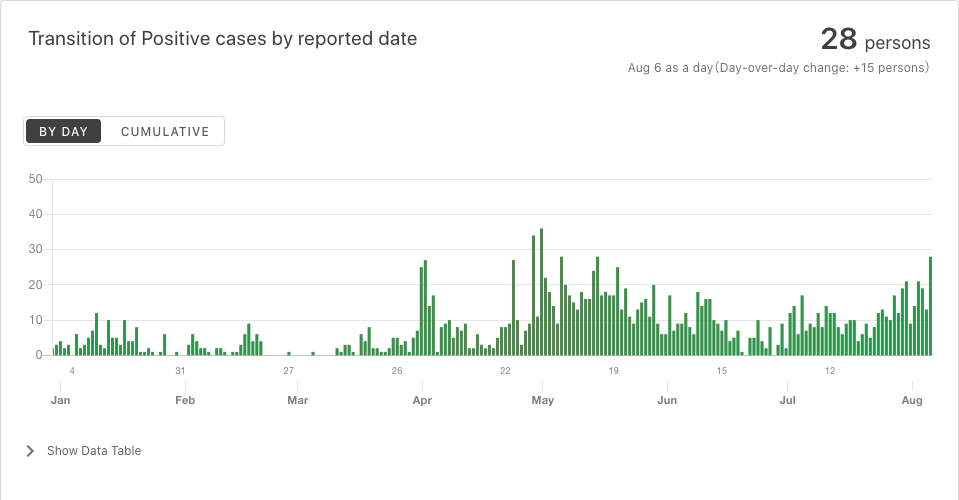 Transition of Positive cases by reported date
28 persons
Aug 6 as a day(Day-over-day change: +15 persons)
BY DAY CUMULATIVE
50
40
30
20
10
0
4 31 27 26 22 19 15 12
Jan Feb Mar Apr May Jun Jul Aug
Show Data Table